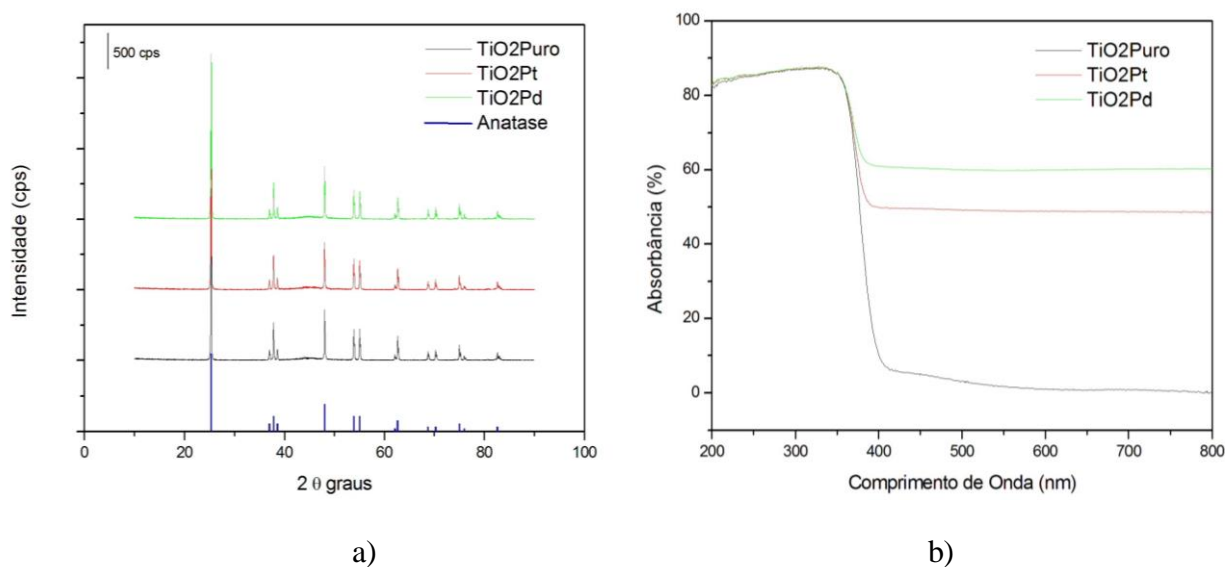 500 cps
TiO2Puro
TiO2Pt
TiO2Pd
Anatase
Intensidade (cps)
0 20 40 60 80 100
2 θ graus
a)
100
80
60
40
20
0
TiO2Puro
TiO2Pt
TiO2Pd
Absorbância (%)
200 300 400 500 600 700 800
Comprimento de Onda (nm)
b)